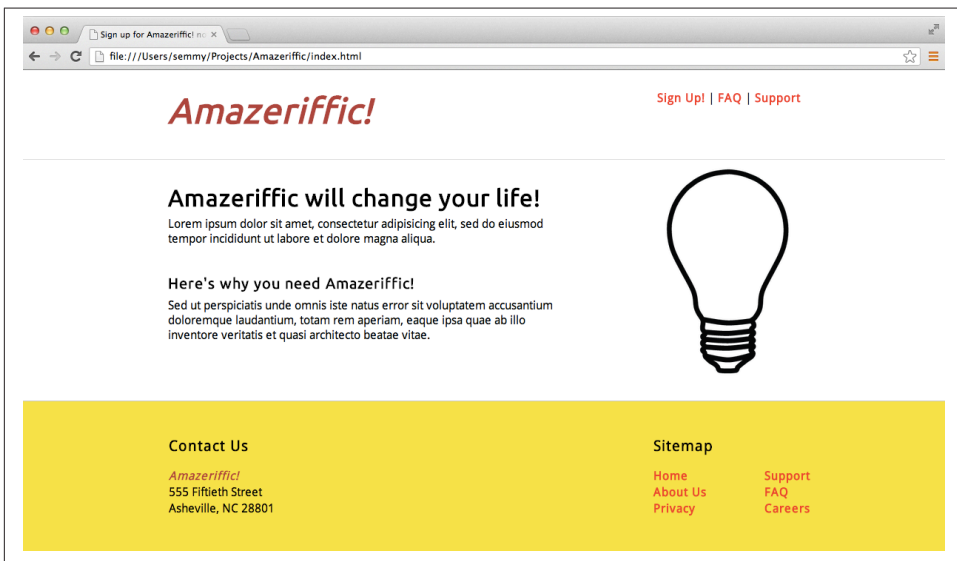 Sign up for Amazeriffic! no
file:///Users/semmy/Projects/Amazeriffic/index.html
Amazeriffic!
Sign Up! | FAQ | Support
Amazeriffic will change your life!
Lorem ipsum dolor sit amet, consectetur adipisicing elit, sed do eiusmod
tempor incididunt ut labore et dolore magna aliqua.
Here's why you need Amazeriffic!
Sed ut perspiciatis unde omnis iste natus error sit voluptatem accusantium
doloremque laudantium, totam rem aperiam, eaque ipsa quae ab illo
inventore veritatis et quasi architecto beatae vitae.
Contact Us
Amazeriffic!
555 Fiftieth Street
Asheville, NC 28801
Sitemap
Home
About Us
Privacy
Support
FAQ
Careers